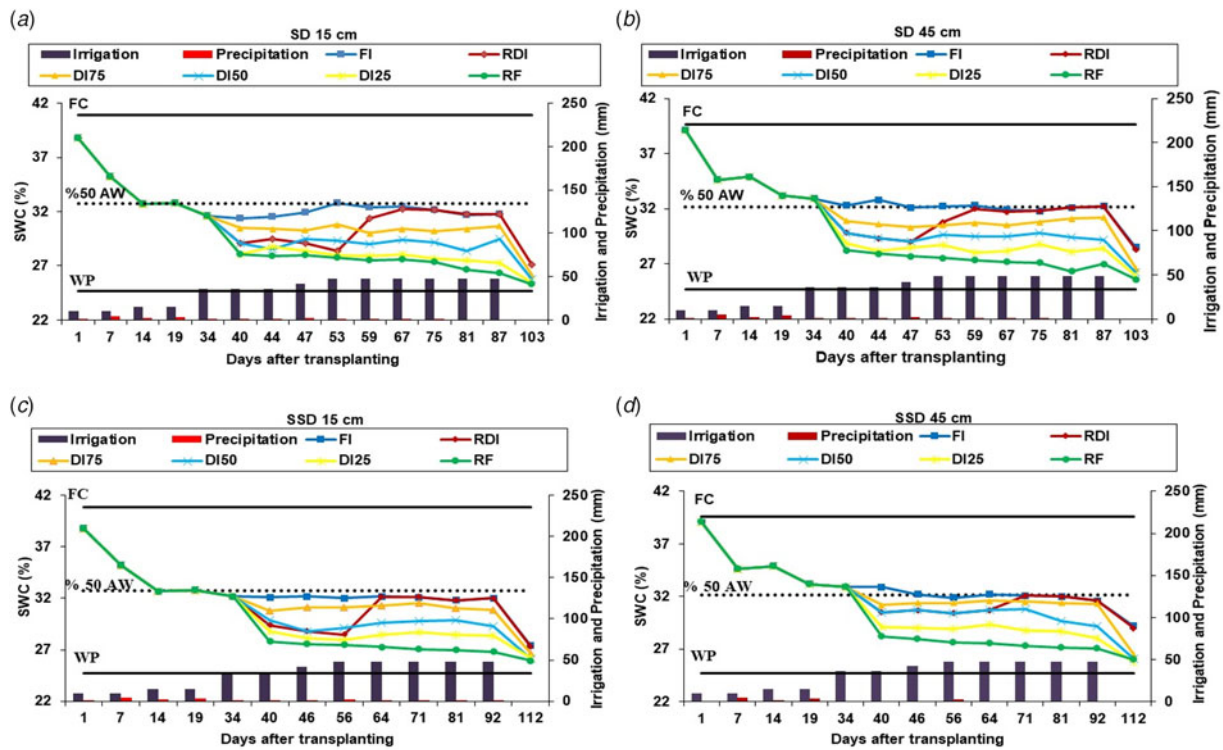 (a)
SD 15 cm
Irrigation Precipitation FI RDI
DI75 DI50 DI25 RF
FC
%50 AW
WP
42
37
32
27
22
SWC (%)
250
200
150
100
50
0
Irrigation and Precipitation (mm)
1 7 14 19 34 40 44 47 53 59 67 75 81 87 103
Days after transplanting
(b)
SD 45 cm
Irrigation Precipitation FI RDI
DI75 DI50 DI25 RF
FC
%50 AW
WP
42
37
32
27
22
SWC (%)
250
200
150
100
50
0
Irrigation and Precipitation (mm)
1 7 14 19 34 40 44 47 53 59 67 75 81 87 103
Days after transplanting
(c)
SSD 15 cm
Irrigation Precipitation FI RDI
DI75 DI50 DI25 RF
FC
% 50 AW
WP
42
37
32
27
22
SWC (%)
250
200
150
100
50
0
Irrigation and Precipitation (mm)
1 7 14 19 34 40 46 56 64 71 81 92 112
Days after transplanting
(d)
SSD 45 cm
Irrigation Precipitation FI RDI
DI75 DI50 DI25 RF
FC
% 50 AW
WP
42
37
32
27
22
SWC (%)
250
200
150
100
50
0
Irrigation and Precipitation (mm)
1 7 14 19 34 40 46 56 64 71 81 92 112
Days after transplanting